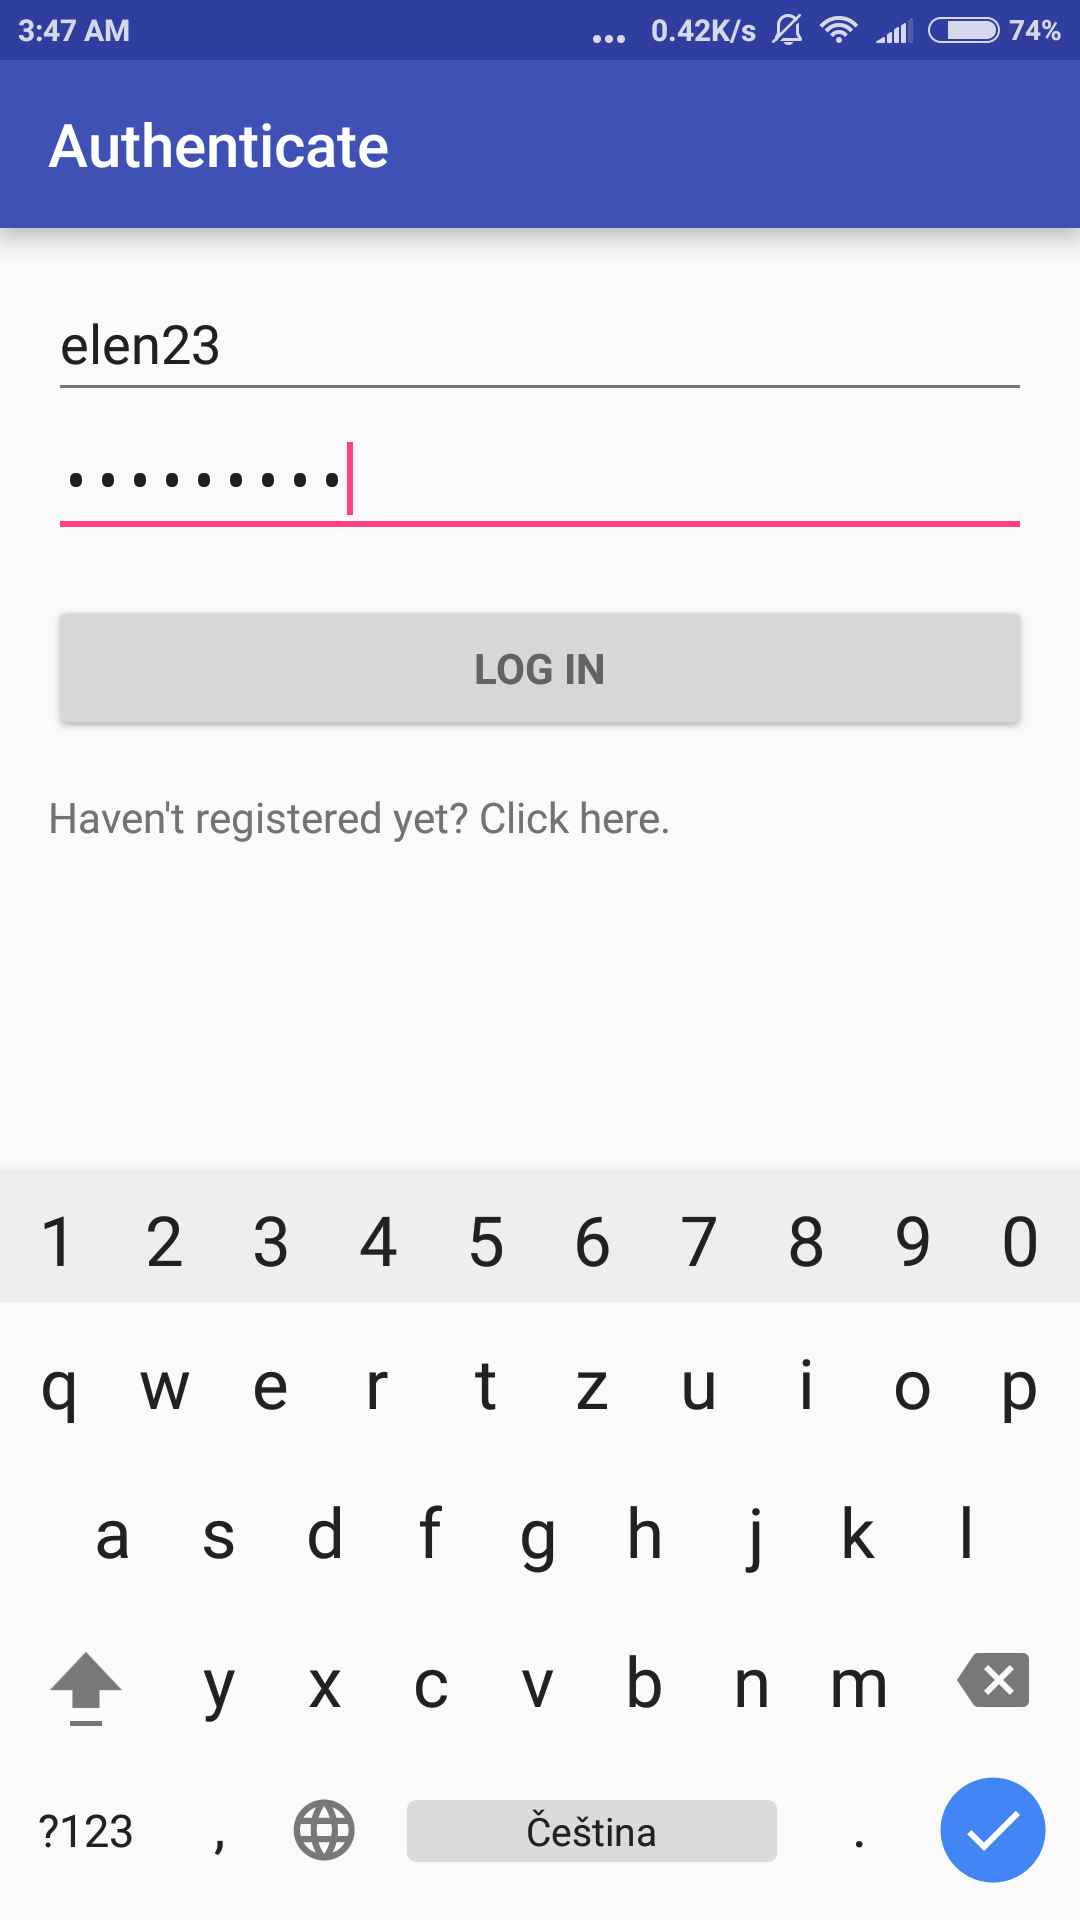 3:47 AM ... 0.42K/s 74%
Authenticate
elen23
•••••••••
LOG IN
Haven't registered yet? Click here.
1 2 3 4 5 6 7 8 9 0
q w e r t z u i o p
a s d f g h j k l
y x c v b n m
?123 , Čeština .